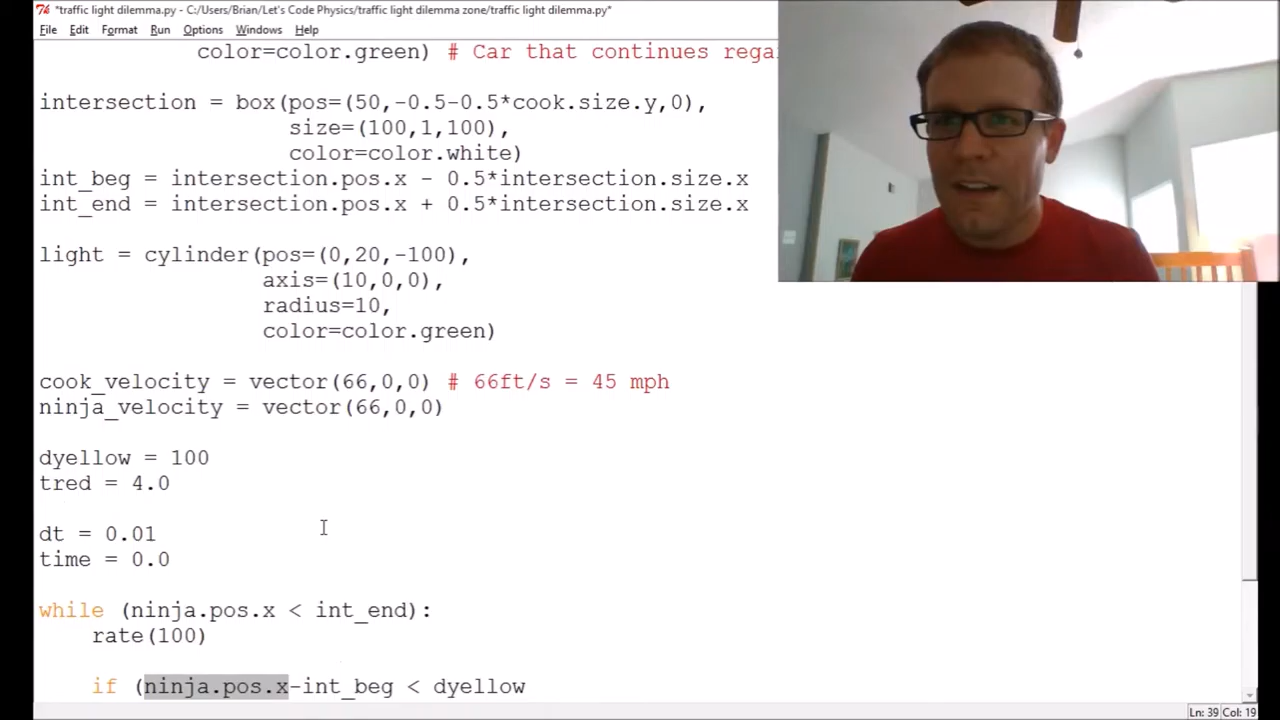 *traffic light dilemma.py - C:/Users/Brian/Let's Code Physics/traffic light dilemma zone/traffic light dilemma.py*
File Edit Format Run Options Windows Help
color=color.green) # Car that continues rega
intersection = box(pos=(50,-0.5-0.5*cook.size.y,0),
size=(100,1,100),
color=color.white)
int_beg = intersection.pos.x - 0.5*intersection.size.x
int_end = intersection.pos.x + 0.5*intersection.size.x
light = cylinder(pos=(0,20,-100),
axis=(10,0,0),
radius=10,
color=color.green)
cook_velocity = vector(66,0,0) # 66ft/s = 45 mph
ninja_velocity = vector(66,0,0)
dyellow = 100
tred = 4.0
dt = 0.01
time = 0.0
while (ninja.pos.x < int_end):
rate(100)
if (ninja.pos.x-int_beg < dyellow
Ln: 39 Col: 19